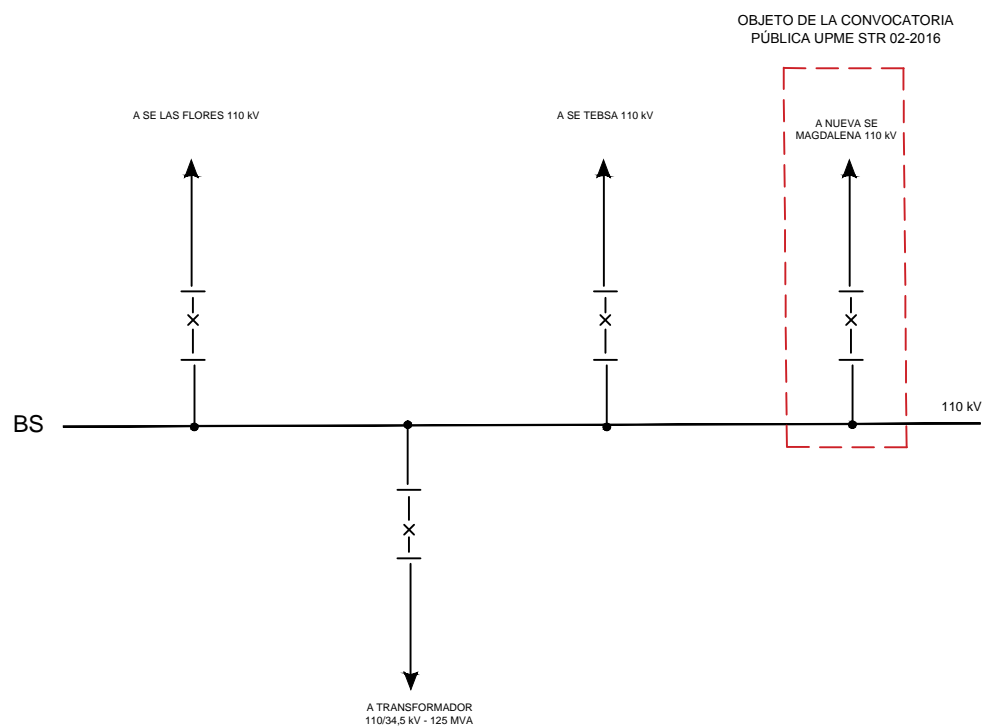 OBJETO DE LA CONVOCATORIA
PÚBLICA UPME STR 02-2016
A SE LAS FLORES 110 kV
A SE TEBSA 110 kV
A NUEVA SE
MAGDALENA 110 kV
110 kV
BS
A TRANSFORMADOR
110/34,5 kV - 125 MVA